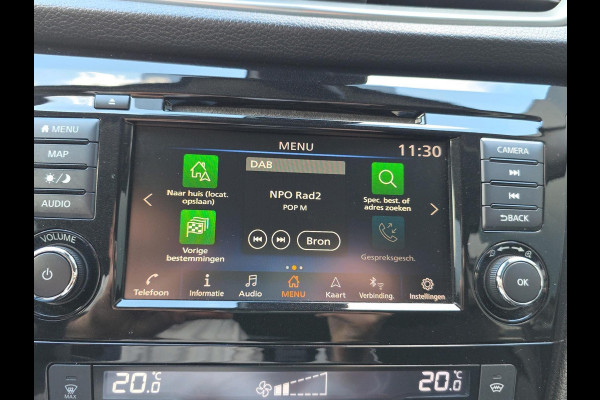 MENU
MAP
AUDIO
VOLUME
MENU
11:30
DAB
NPO Rad2
POP M
Bron
Naar huis (locat.
opslaan)
Vorige
bestemmingen
Spec. best. of
adres zoeken
Gespreksgesch.
Telefoon
Informatie
Audio
MENU
Kaart
Verbinding.
Instellingen
CAMERA
BACK
OK
MAX
20.0
20.0